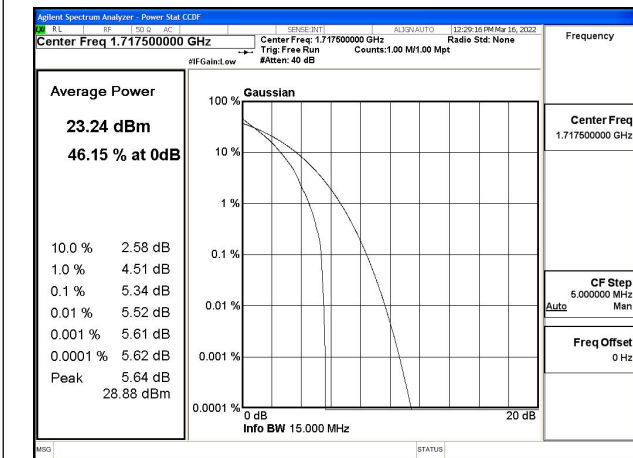 Agilent Spectrum Analyzer - Power Stat CCDF
RL RF 50 Ω AC SENSE:INT ALIGN AUTO 12:29:16 PM Mar 16, 2022
Center Freq 1.717500000 GHz
Center Freq: 1.717500000 GHz Radio Std: None
Trig: Free Run Counts:1.00 M/1.00 Mpt
#IFGain:Low #Atten: 40 dB
Frequency
Average Power
23.24 dBm
46.15 % at 0dB
10.0 % 2.58 dB
1.0 % 4.51 dB
0.1 % 5.34 dB
0.01 % 5.52 dB
0.001 % 5.61 dB
0.0001 % 5.62 dB
Peak 5.64 dB
28.88 dBm
Gaussian
100 %
10 %
1 %
0.1 %
0.01 %
0.001 %
0.0001 %
0 dB 20 dB
Info BW 15.000 MHz
Center Freq
1.717500000 GHz
CF Step
5.000000 MHz
Auto Man
Freq Offset
0 Hz
MSG STATUS